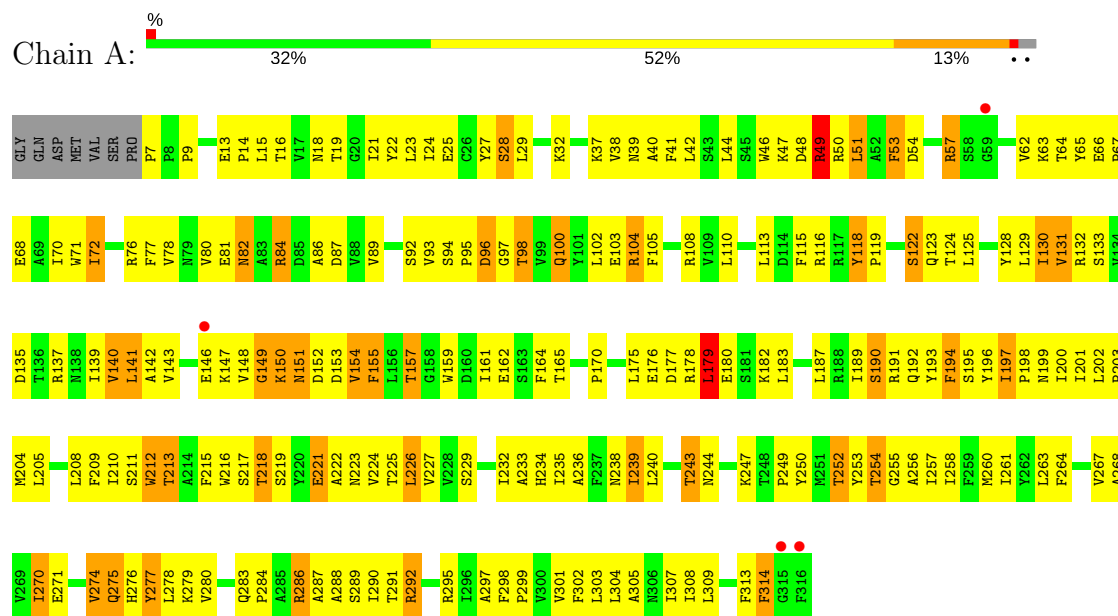 %
Chain A:
32% 52% 13% • •
GLY GLN ASP MET VAL SER PRO P7 P8 P9 E13 P14 L15 T16 V17 N18 T19 G20 I21 Y22 L23 I24 E25 C26 Y27 S28 L29 K32 K37 V38 N39 A40 F41 L42 S43 L44 S45 W46 K47 D48 R49 R50 L51 A52 F53 D54 R57 S58 G59 V62 K63 T64 Y65 E66
E68 A69 I70 W71 I72 R76 F77 V78 N79 V80 E81 N82 A83 R84 D85 A86 D87 V88 V89 S92 V93 S94 P95 D96 G97 T98 V99 Q100 Y101 L102 E103 R104 F105 R108 V109 L110 L113 D114 F115 R116 R117 Y118 P119 S122 Q123 T124 L125 Y128 L129 I130 V131 R132 S133
D135 T136 R137 N138 I139 V140 L141 A142 V143 E146 K147 V148 G149 K150 N151 D152 D153 V154 F155 L156 T157 G158 W159 D160 I161 E162 S163 F164 T165 P170 L175 E176 D177 R178 L179 E180 S181 K182 L183 L187 R188 I189 S190 R191 Q192 Y193 F194 S195 Y196 I197 P198 N199 I200 I201 L202
M204 L205 L208 F209 I210 S211 W212 T213 A214 F215 W216 S217 T218 S219 Y220 E221 A222 N223 V224 T225 L226 V227 V228 S229 I232 A233 H234 I235 A236 F237 N238 I239 L240 T243 N244 K247 T248 P249 Y250 M251 T252 Y253 T254 G255 A256 I257 I258 F259 M260 I261 Y262 L263 F264 V267
V269 I270 E271 V274 Q275 H276 Y277 L278 K279 V280 Q283 P284 A285 R286 A287 A288 S289 I290 T291 R292 R295 I296 A297 F298 P299 V300 V301 F302 L303 L304 A305 N306 I307 I308 L309 F313 F314 G315 F316